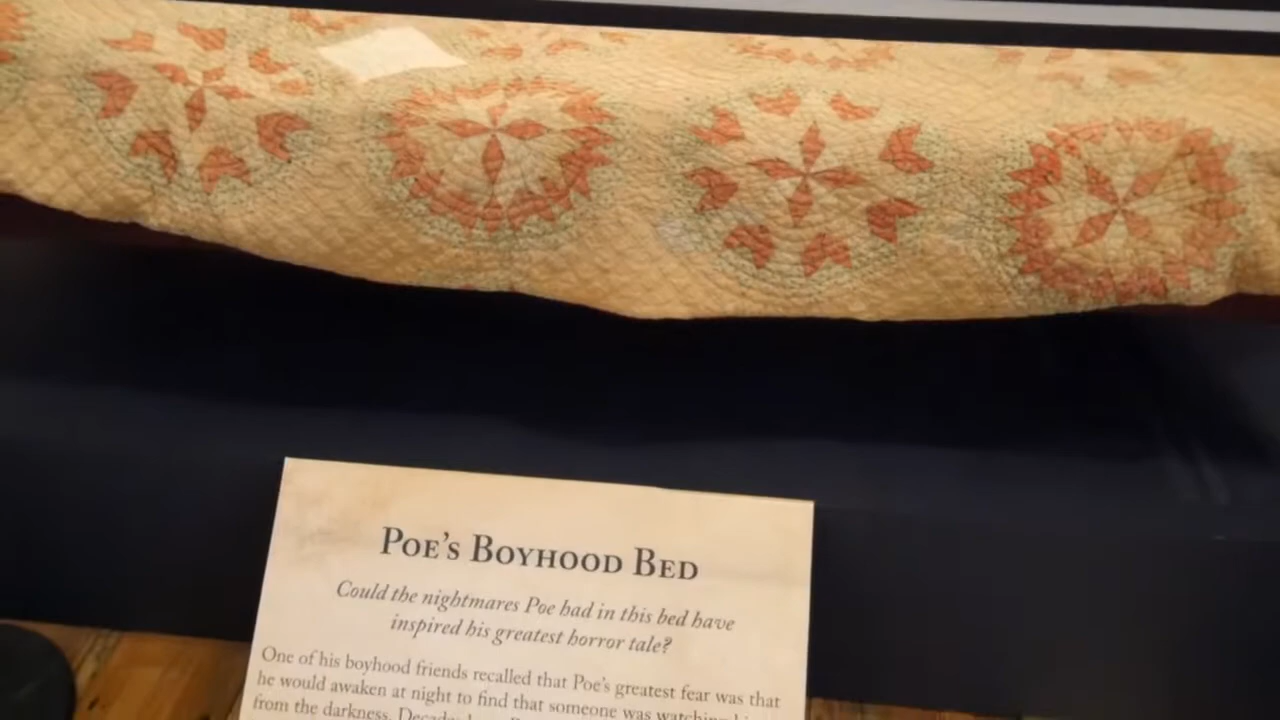 Poe's Boyhood Bed
Could the nightmares Poe had in this bed have
inspired his greatest horror tale?
One of his boyhood friends recalled that Poe's greatest fear was that
he would awaken at night to find that someone was watching
from the darkness.